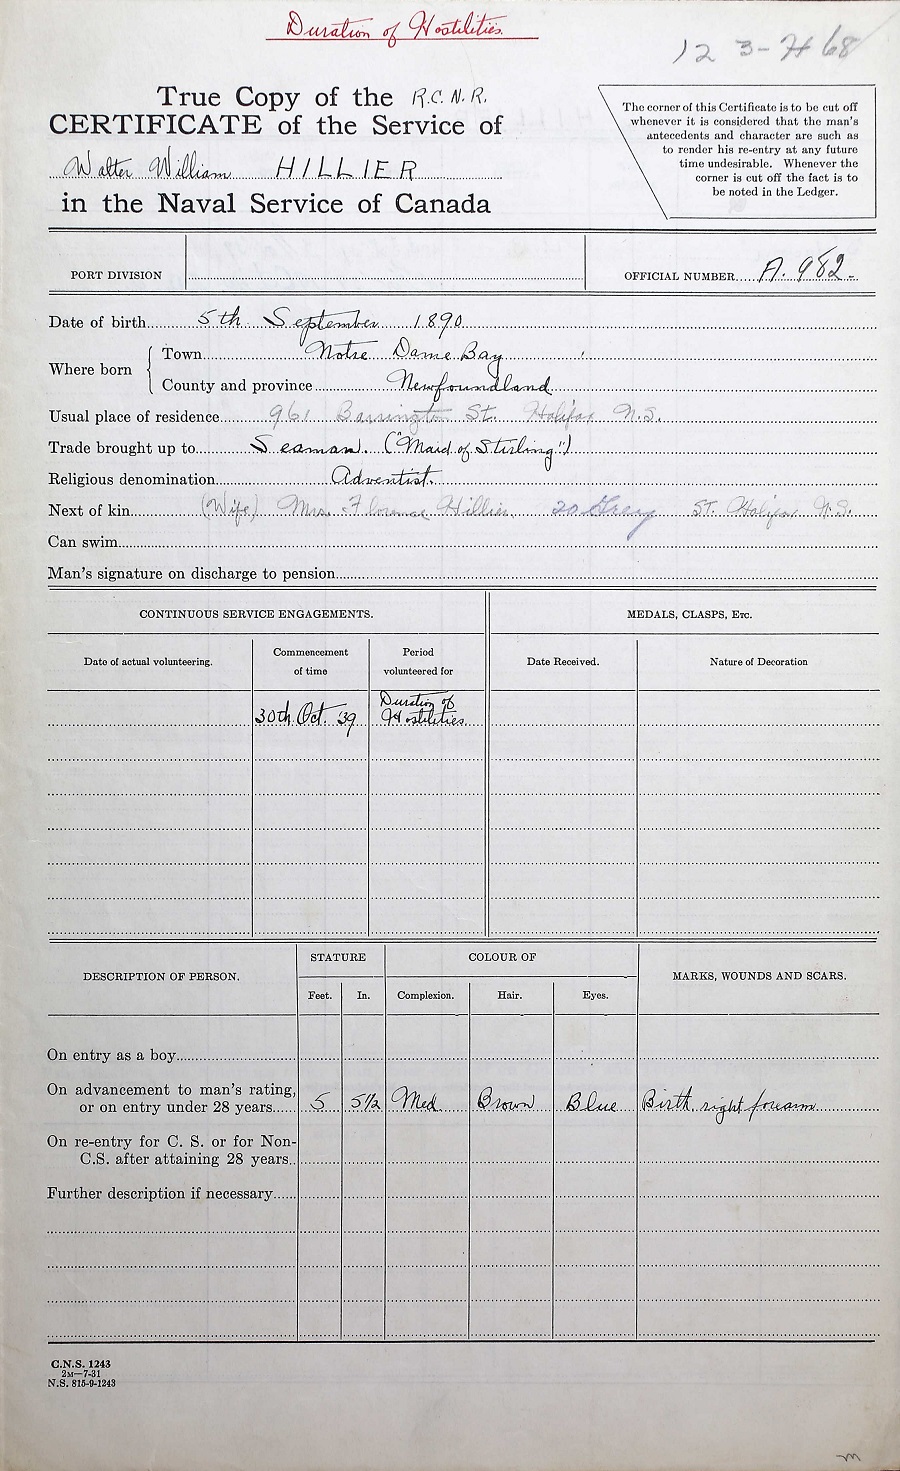 Duration of Hostilities.
123-H68
True Copy of the R.C.N.R.
CERTIFICATE of the Service of
Walter William HILLIER
in the Naval Service of Canada
The corner of this Certificate is to be cut off
whenever it is considered that the man's
antecedents and character are such as
to render his re-entry at any future
time undesirable. Whenever the
corner is cut off the fact is to
be noted in the Ledger.
PORT DIVISION
OFFICIAL NUMBER A. 982
Date of birth 5th September 1890
Where born
Town Notre Dame Bay
County and province Newfoundland
Usual place of residence 961 Barrington St. Halifax N.S.
Trade brought up to Seaman. ("Maid of Stirling")
Religious denomination Adventist.
Next of kin (Wife) Mrs. Florence Hillier. 20 Grey ST. Halifax N.S.
Can swim
Man's signature on discharge to pension
CONTINUOUS SERVICE ENGAGEMENTS.
MEDALS, CLASPS, Etc.
Date of actual volunteering.
Commencement
of time
Period
volunteered for
Date Received.
Nature of Decoration
30th Oct. '39
Duration of
Hostilities.
DESCRIPTION OF PERSON.
STATURE
COLOUR OF
MARKS, WOUNDS AND SCARS.
Feet.
In.
Complexion.
Hair.
Eyes.
On entry as a boy
On advancement to man's rating,
or on entry under 28 years
5 5½ Med. Brown Blue Birth. right forearm
On re-entry for C. S. or for Non-
C.S. after attaining 28 years
Further description if necessary
C.N.S. 1243
2M—7-31
N.S. 815-9-1243
m